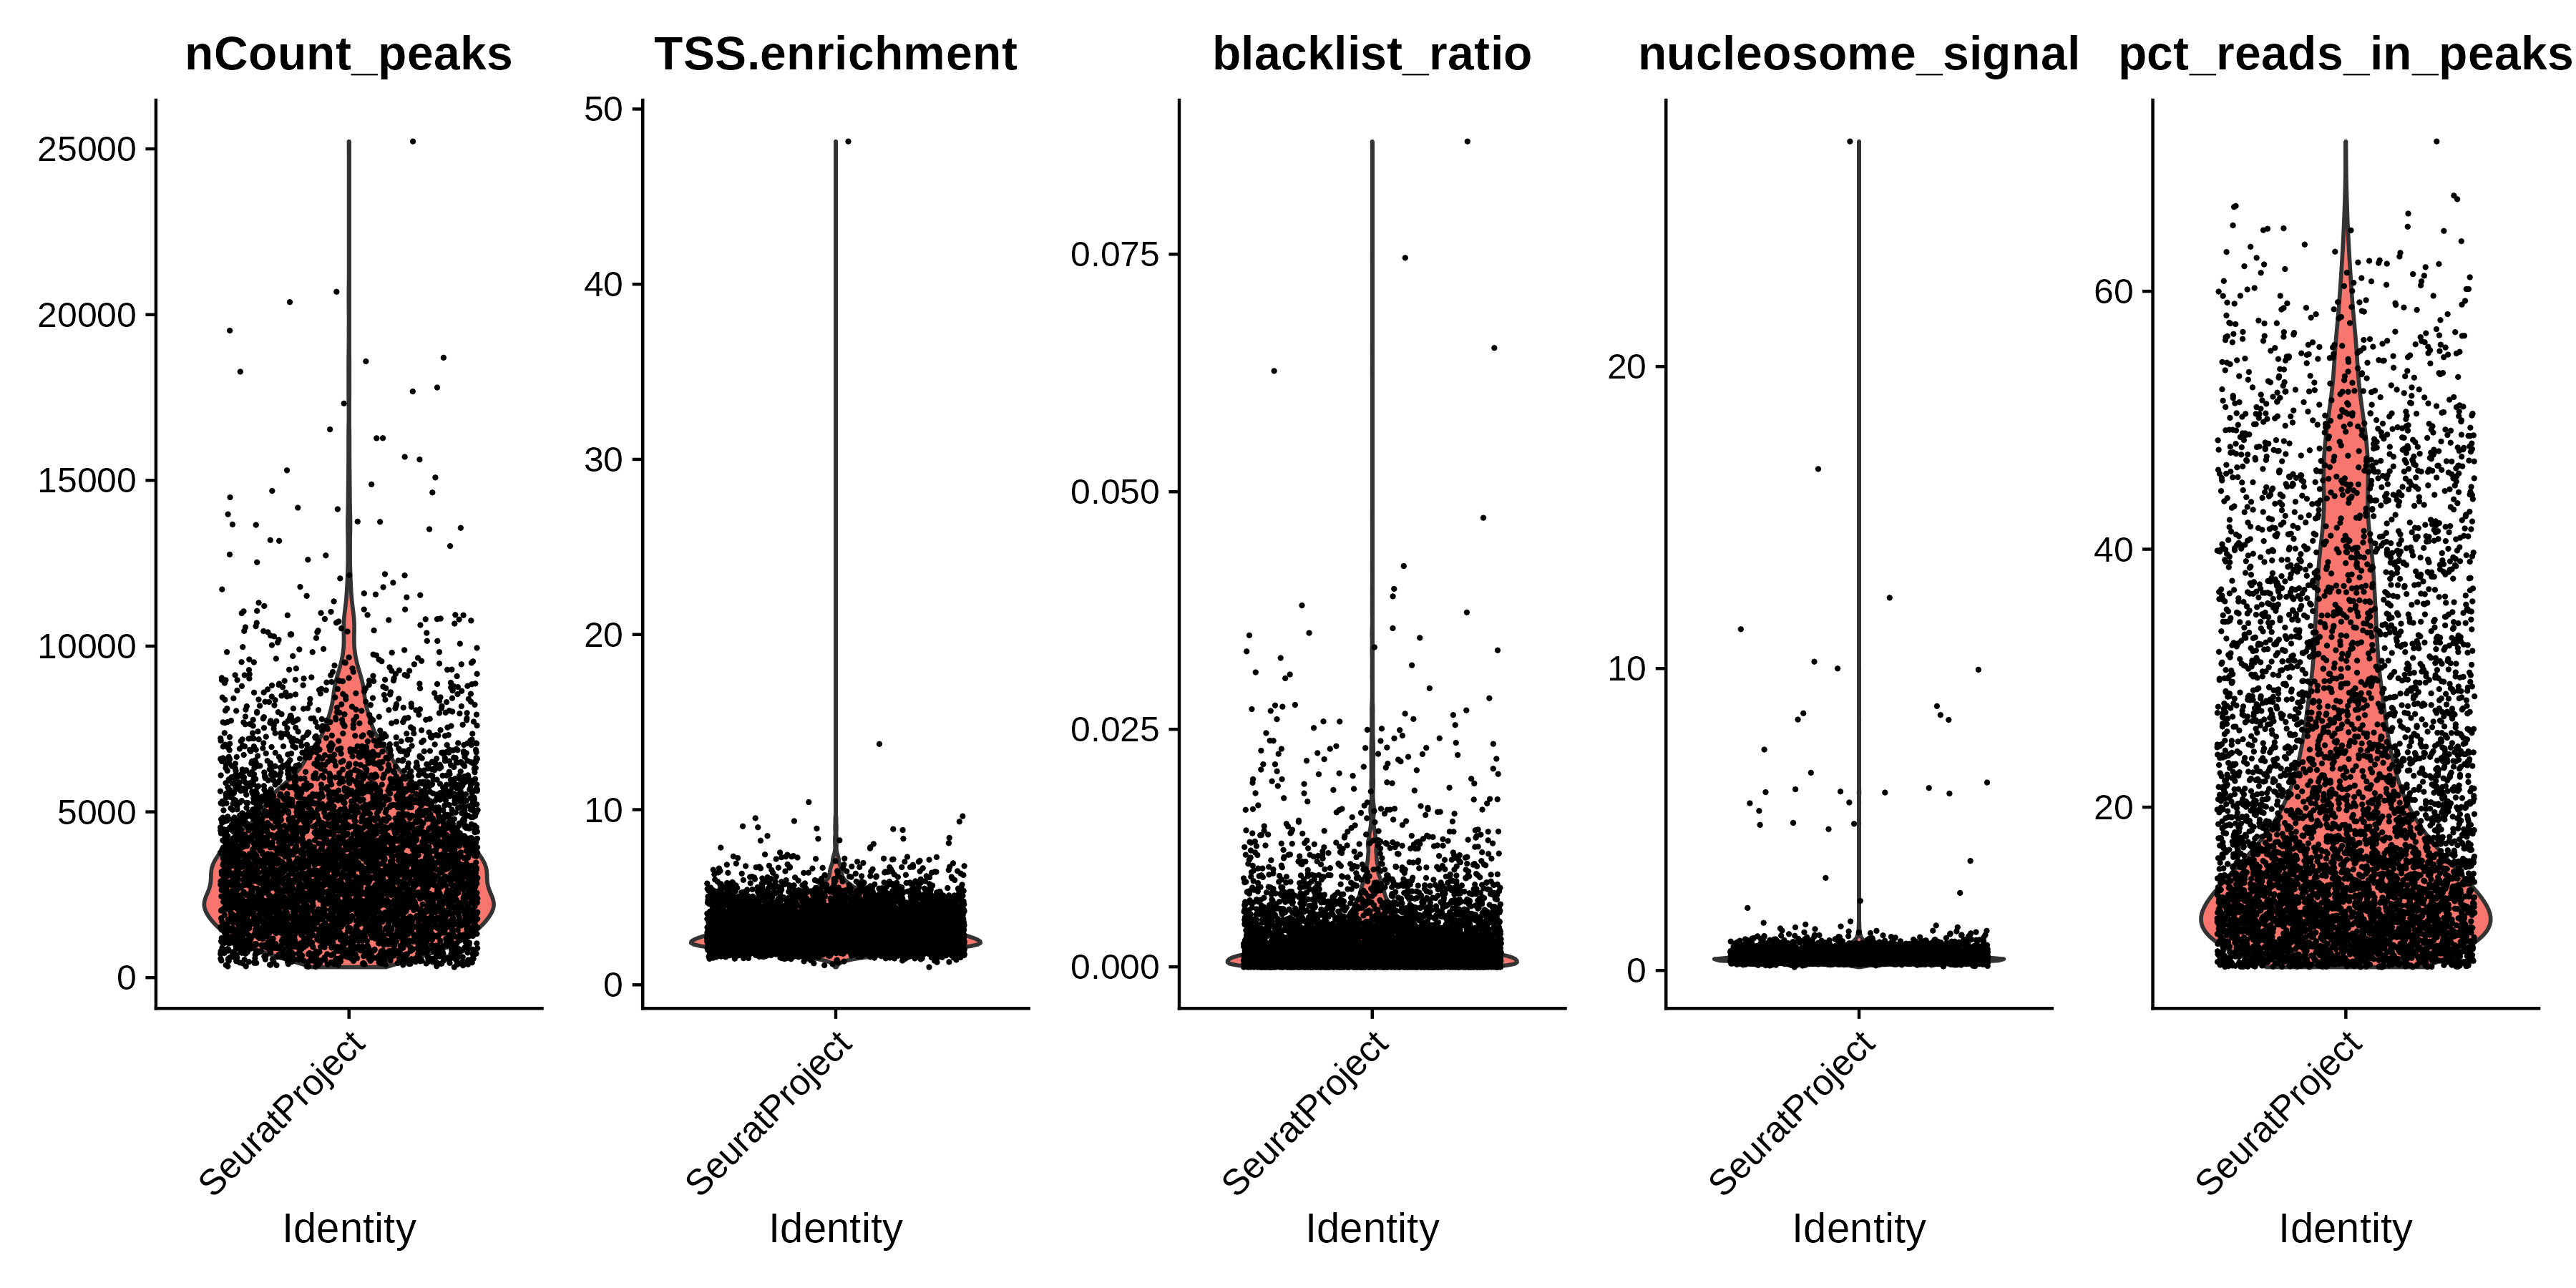 nCount_peaks
25000
20000
15000
10000
5000
0
SeuratProject
Identity
TSS.enrichment
50
40
30
20
10
0
SeuratProject
Identity
blacklist_ratio
0.075
0.050
0.025
0.000
SeuratProject
Identity
nucleosome_signal
20
10
0
SeuratProject
Identity
pct_reads_in_peaks
60
40
20
SeuratProject
Identity